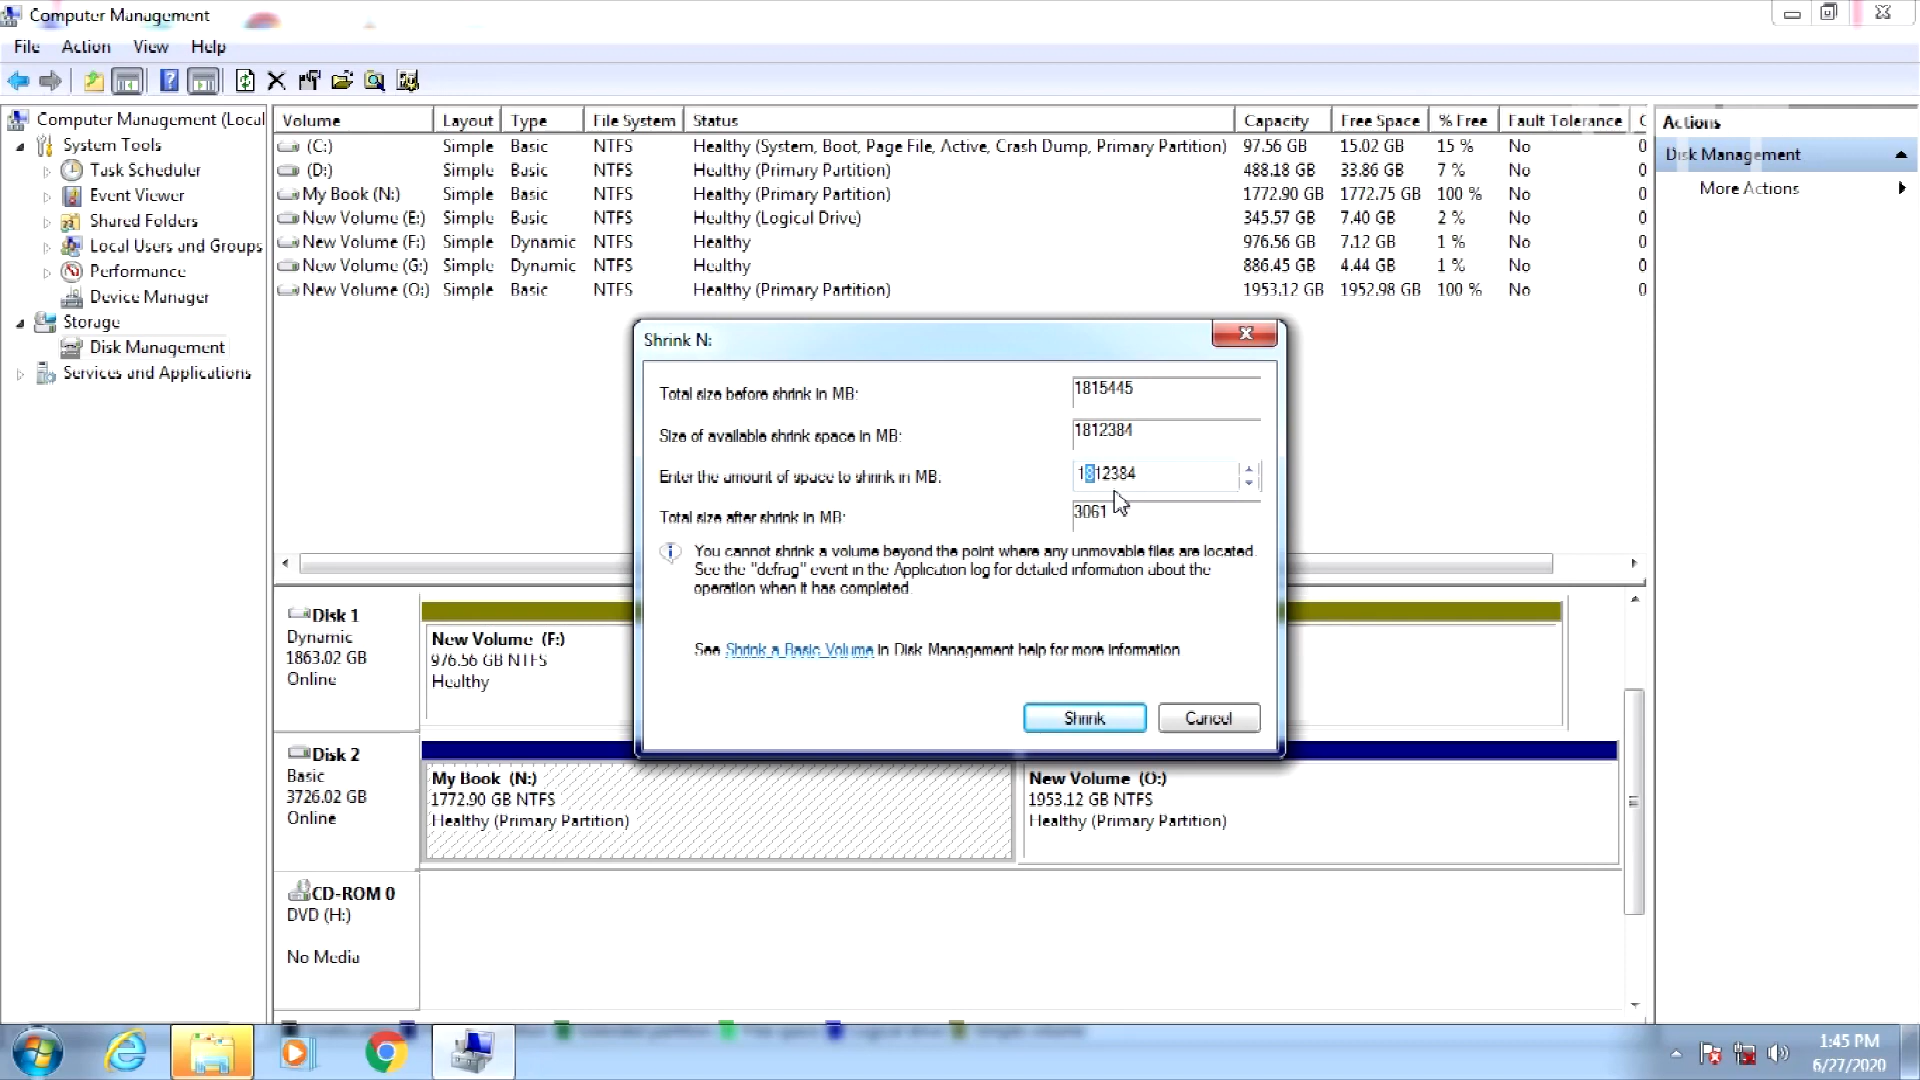 Computer Management
File Action View Help
Computer Management (Local
System Tools
Task Scheduler
Event Viewer
Shared Folders
Local Users and Groups
Performance
Device Manager
Storage
Disk Management
Services and Applications
Volume Layout Type File System Status Capacity Free Space % Free Fault Tolerance
(C:) Simple Basic NTFS Healthy (System, Boot, Page File, Active, Crash Dump, Primary Partition) 97.56 GB 15.02 GB 15 % No 0
(D:) Simple Basic NTFS Healthy (Primary Partition) 488.18 GB 33.86 GB 7 % No 0
My Book (N:) Simple Basic NTFS Healthy (Primary Partition) 1772.90 GB 1772.75 GB 100 % No 0
New Volume (E:) Simple Basic NTFS Healthy (Logical Drive) 345.57 GB 7.40 GB 2 % No 0
New Volume (F:) Simple Dynamic NTFS Healthy 976.56 GB 7.12 GB 1 % No 0
New Volume (G:) Simple Dynamic NTFS Healthy 886.45 GB 4.44 GB 1 % No 0
New Volume (O:) Simple Basic NTFS Healthy (Primary Partition) 1953.12 GB 1952.98 GB 100 % No 0
Actions
Disk Management
More Actions
Shrink N:
Total size before shrink in MB: 1815445
Size of available shrink space in MB: 1812384
Enter the amount of space to shrink in MB: 1812384
Total size after shrink in MB: 3061
You cannot shrink a volume beyond the point where any unmovable files are located.
See the "defrag" event in the Application log for detailed information about the
operation when it has completed.
See Shrink a Basic Volume in Disk Management help for more information
Shrink Cancel
Disk 1
Dynamic
1863.02 GB
Online
New Volume (F:)
976.56 GB NTFS
Healthy
Disk 2
Basic
3726.02 GB
Online
My Book (N:)
1772.90 GB NTFS
Healthy (Primary Partition)
New Volume (O:)
1953.12 GB NTFS
Healthy (Primary Partition)
CD-ROM 0
DVD (H:)
No Media
1:45 PM
6/27/2020